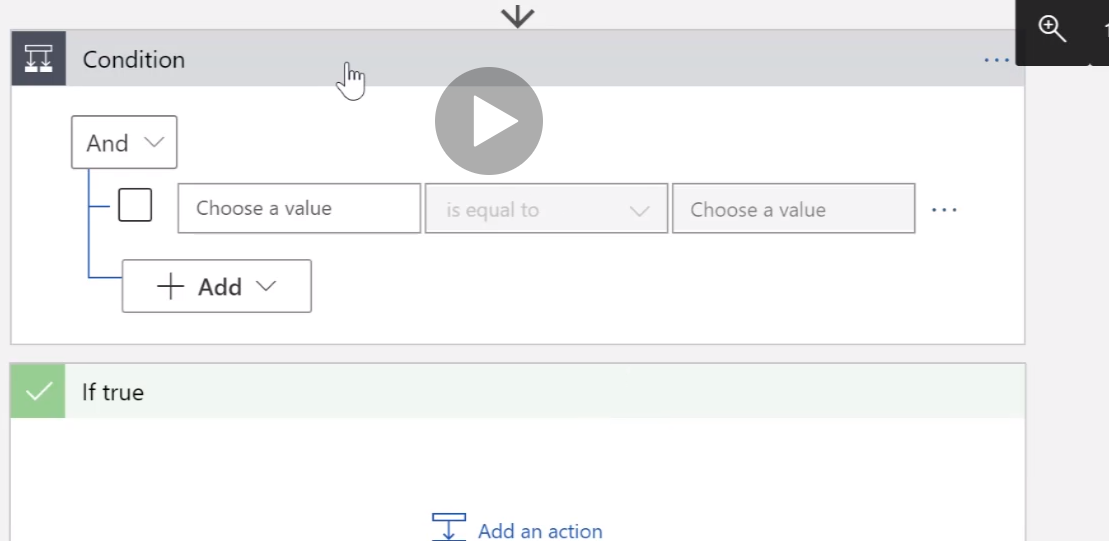 Condition
And
Choose a value is equal to Choose a value
Add
If true
Add an action